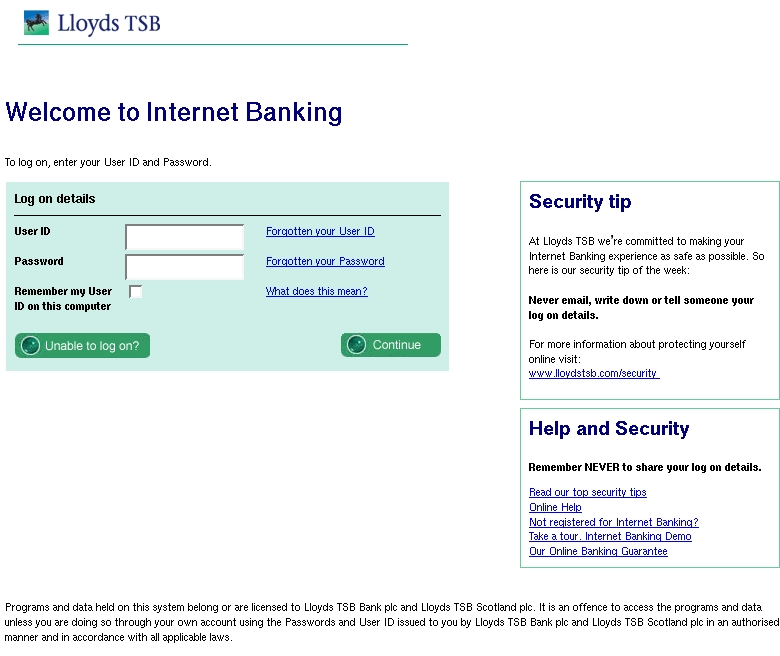 Lloyds TSB
Welcome to Internet Banking
To log on, enter your User ID and Password.
Log on details
User ID
Forgotten your User ID
Password
Forgotten your Password
Remember my User
ID on this computer
What does this mean?
Unable to log on?
Continue
Security tip
At Lloyds TSB we're committed to making your
Internet Banking experience as safe as possible. So
here is our security tip of the week:
Never email, write down or tell someone your
log on details.
For more information about protecting yourself
online visit:
www.lloydstsb.com/security
Help and Security
Remember NEVER to share your log on details.
Read our top security tips
Online Help
Not registered for Internet Banking?
Take a tour. Internet Banking Demo
Our Online Banking Guarantee
Programs and data held on this system belong or are licensed to Lloyds TSB Bank plc and Lloyds TSB Scotland plc. It is an offence to access the programs and data
unless you are doing so through your own account using the Passwords and User ID issued to you by Lloyds TSB Bank plc and Lloyds TSB Scotland plc in an authorised
manner and in accordance with all applicable laws.